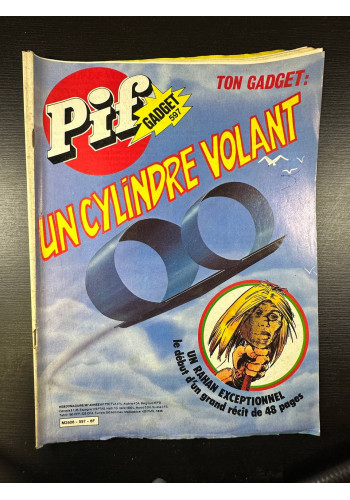 Pif
GADGET
597
TON GADGET:
UN CYLINDRE VOLANT
UN RAHAN EXCEPTIONNEL
le début d'un grand récit de 48 pages